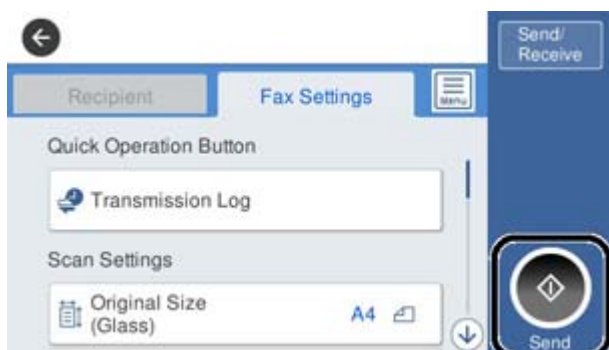 Send/
Receive
Recipient
Fax Settings
Menu
Quick Operation Button
Transmission Log
Scan Settings
Original Size
(Glass)
A4
Send